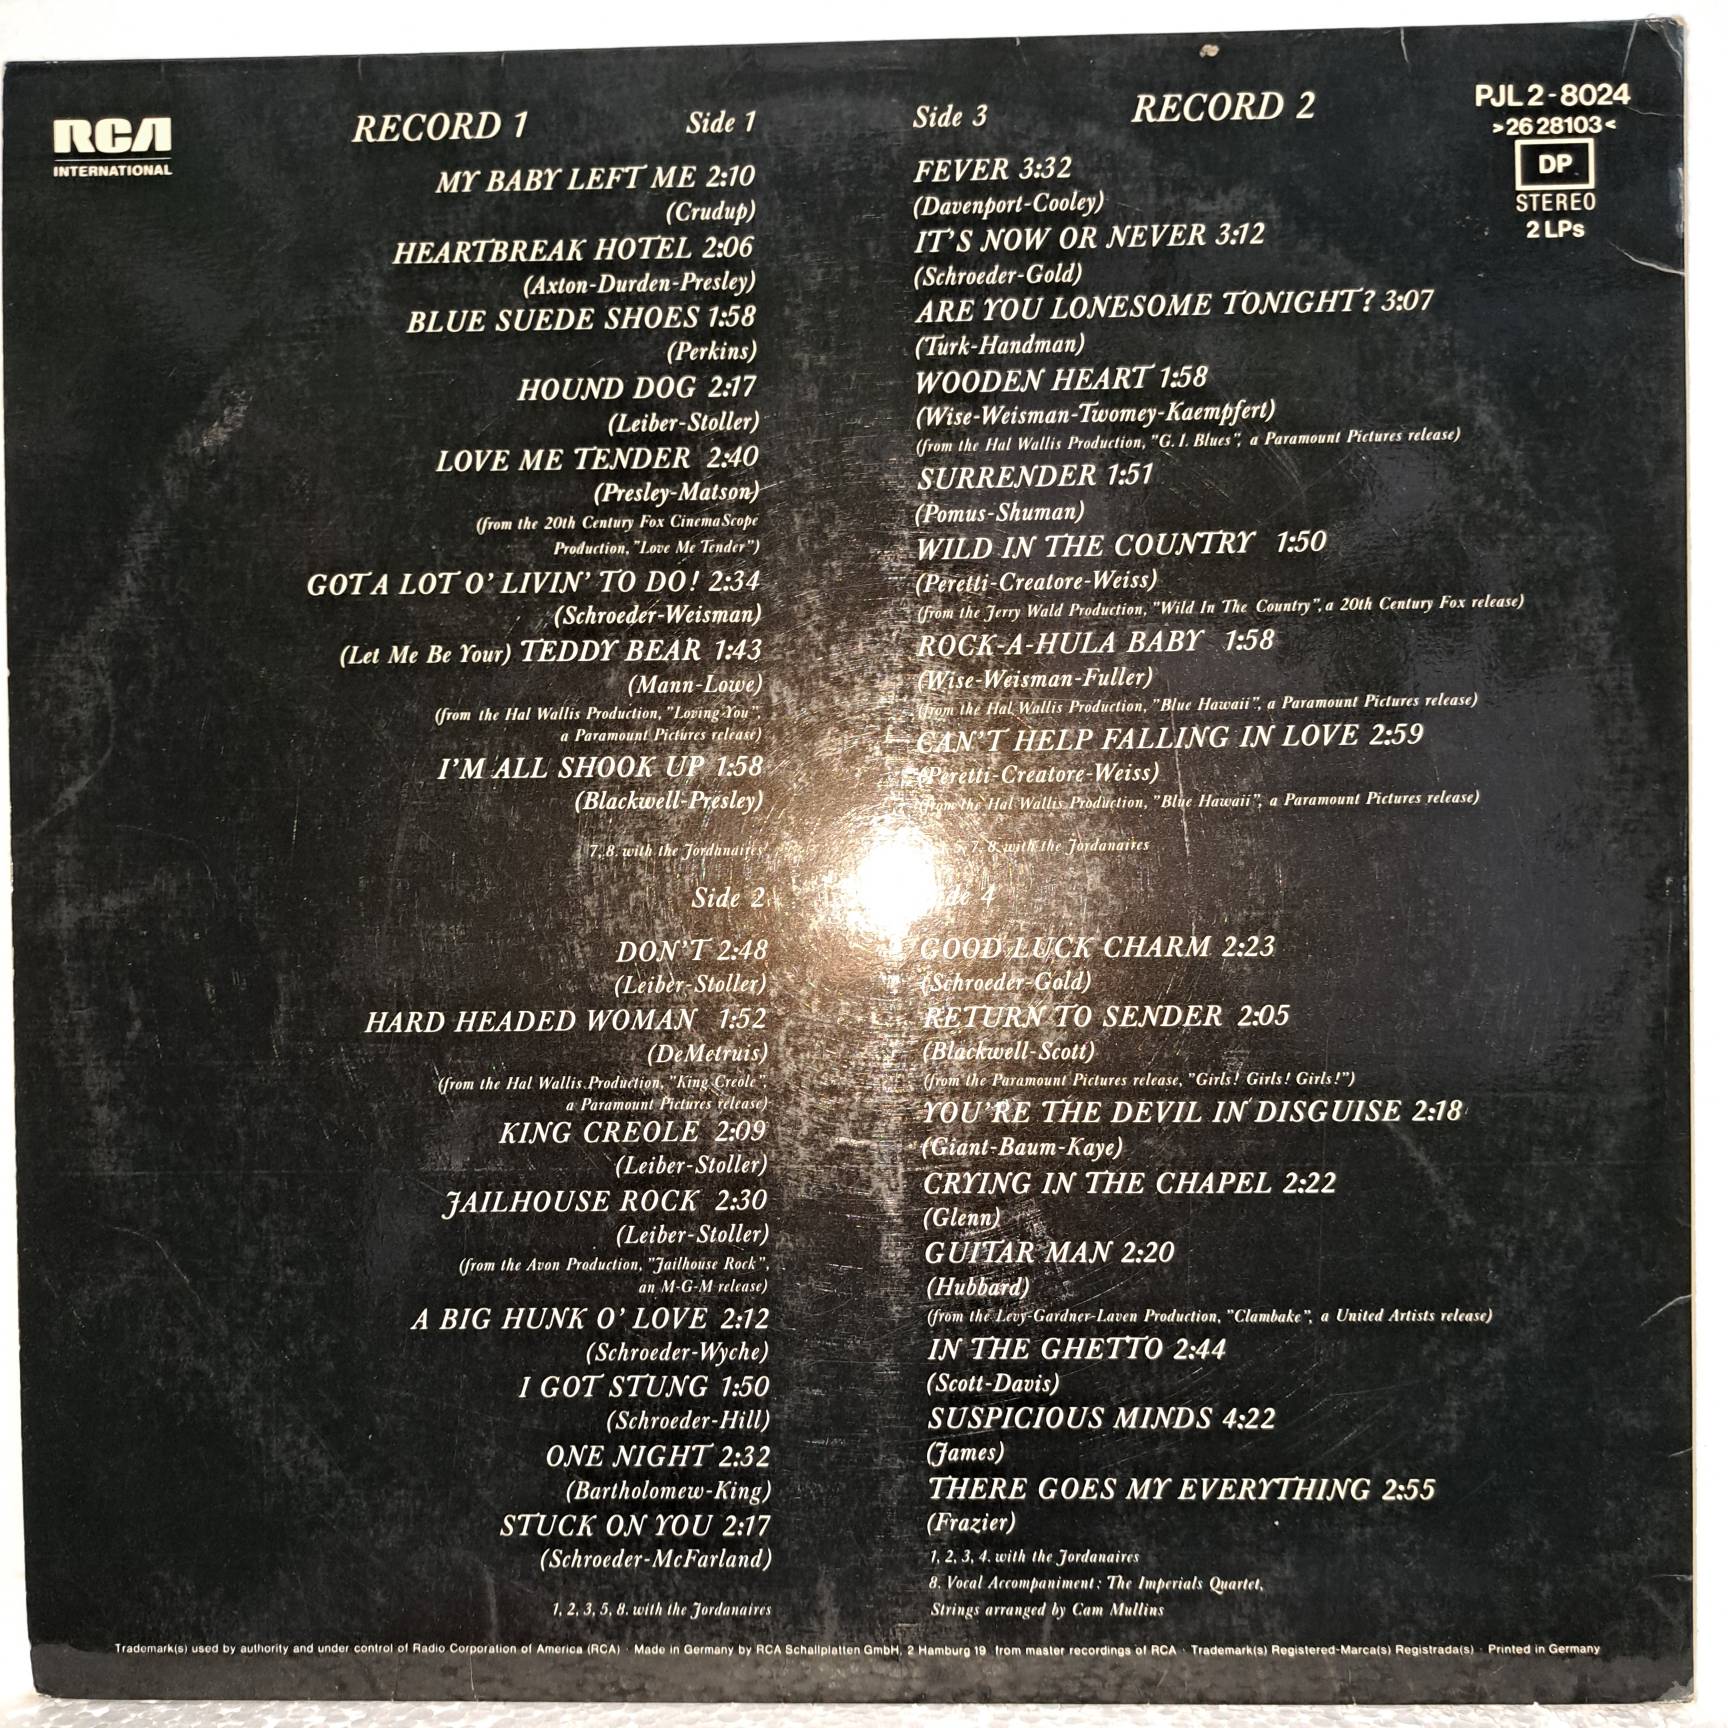 RCA
INTERNATIONAL
RECORD 1
Side 1
MY BABY LEFT ME 2:10
(Crudup)
HEARTBREAK HOTEL 2:06
(Axton-Durden-Presley)
BLUE SUEDE SHOES 1:58
(Perkins)
HOUND DOG 2:17
(Leiber-Stoller)
LOVE ME TENDER 2:40
(Presley-Matson)
(from the 20th Century Fox CinemaScope
Production, "Love Me Tender")
GOT A LOT O' LIVIN' TO DO! 2:34
(Schroeder-Weisman)
(Let Me Be Your) TEDDY BEAR 1:43
(Mann-Lowe)
(from the Hal Wallis Production, "Loving You",
a Paramount Pictures release)
I'M ALL SHOOK UP 1:58
(Blackwell-Presley)
7, 8. with the Jordanaires
Side 2
DON'T 2:48
(Leiber-Stoller)
HARD HEADED WOMAN 1:52
(DeMetruis)
(from the Hal Wallis Production, "King Creole",
a Paramount Pictures release)
KING CREOLE 2:09
(Leiber-Stoller)
JAILHOUSE ROCK 2:30
(Leiber-Stoller)
(from the Avon Production, "Jailhouse Rock",
an M-G-M release)
A BIG HUNK O' LOVE 2:12
(Schroeder-Wyche)
I GOT STUNG 1:50
(Schroeder-Hill)
ONE NIGHT 2:32
(Bartholomew-King)
STUCK ON YOU 2:17
(Schroeder-McFarland)
1, 2, 3, 5, 8. with the Jordanaires
Side 3
RECORD 2
PJL 2-8024
>26 28103<
DP
STEREO
2 LPs
FEVER 3:32
(Davenport-Cooley)
IT'S NOW OR NEVER 3:12
(Schroeder-Gold)
ARE YOU LONESOME TONIGHT? 3:07
(Turk-Handman)
WOODEN HEART 1:58
(Wise-Weisman-Twomey-Kaempfert)
(from the Hal Wallis Production, "G. I. Blues", a Paramount Pictures release)
SURRENDER 1:51
(Pomus-Shuman)
WILD IN THE COUNTRY 1:50
(Peretti-Creatore-Weiss)
(from the Jerry Wald Production, "Wild In The Country", a 20th Century Fox release)
ROCK-A-HULA BABY 1:58
(Wise-Weisman-Fuller)
(from the Hal Wallis Production, "Blue Hawaii", a Paramount Pictures release)
CAN'T HELP FALLING IN LOVE 2:59
(Peretti-Creatore-Weiss)
(from the Hal Wallis Production, "Blue Hawaii", a Paramount Pictures release)
7, 8. with the Jordanaires
4
GOOD LUCK CHARM 2:23
(Schroeder-Gold)
RETURN TO SENDER 2:05
(Blackwell-Scott)
(from the Paramount Pictures release, "Girls! Girls! Girls!")
YOU'RE THE DEVIL IN DISGUISE 2:18
(Giant-Baum-Kaye)
CRYING IN THE CHAPEL 2:22
(Glenn)
GUITAR MAN 2:20
(Hubbard)
(from the Levy-Gardner-Laven Production, "Clambake", a United Artists release)
IN THE GHETTO 2:44
(Scott-Davis)
SUSPICIOUS MINDS 4:22
(James)
THERE GOES MY EVERYTHING 2:55
(Frazier)
1, 2, 3, 4. with the Jordanaires
8. Vocal Accompaniment: The Imperials Quartet,
Strings arranged by Cam Mullins
Trademark(s) used by authority and under control of Radio Corporation of America (RCA) · Made in Germany by RCA Schallplatten GmbH, 2 Hamburg 19 from master recordings of RCA · Trademark(s) Registered-Marca(s) Registrada(s) · Printed in Germany